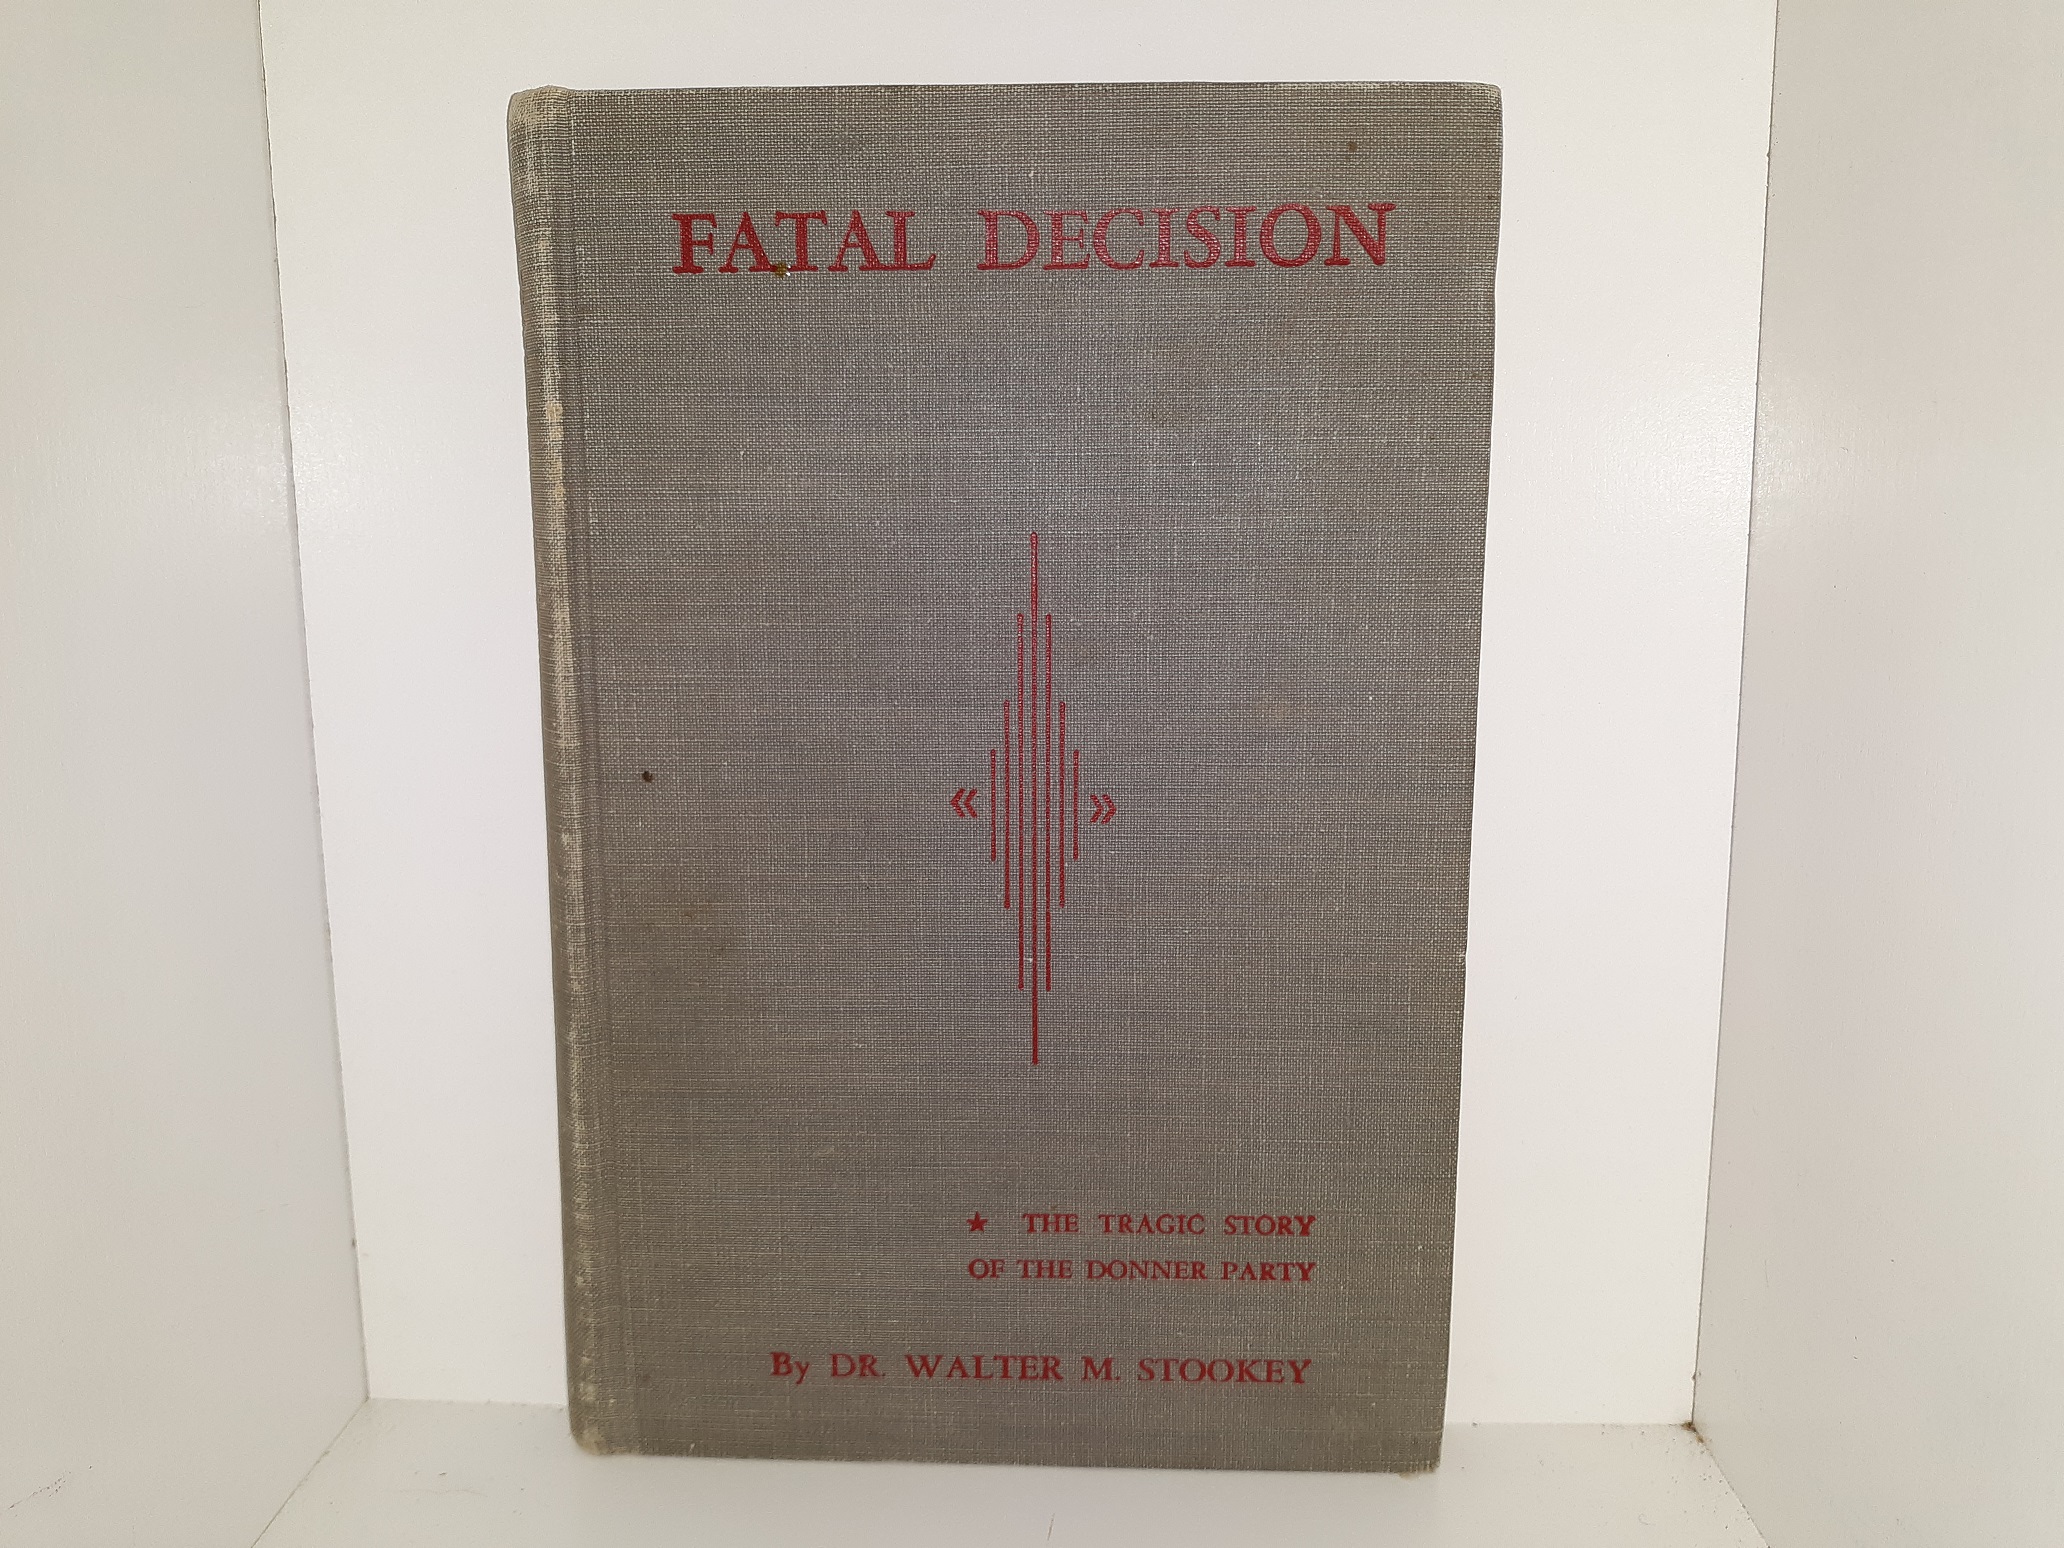 FATAL DECISION
« »
★ THE TRAGIC STORY
OF THE DONNER PARTY
By DR. WALTER M. STOOKEY